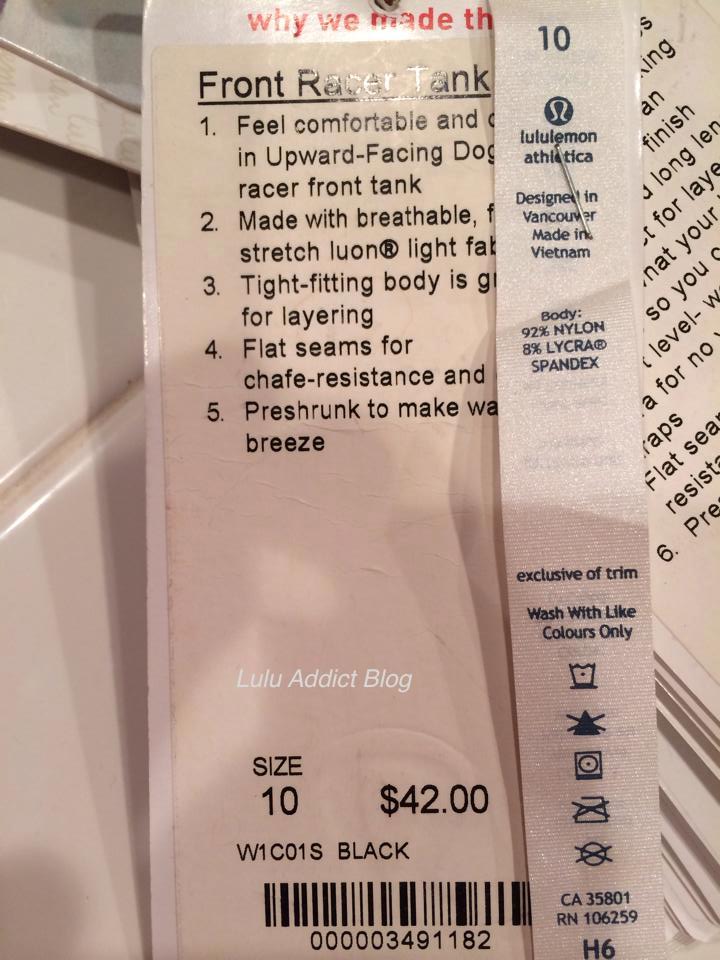 why we made th
Front Racer Tank
1. Feel comfortable and c
in Upward-Facing Dog
racer front tank
2. Made with breathable, f
stretch luon® light fab
3. Tight-fitting body is g
for layering
4. Flat seams for
chafe-resistance and
5. Preshrunk to make wa
breeze
Lulu Addict Blog
SIZE
10 $42.00
W1C01S BLACK
000003491182
10
lululemon
athletica
Designed in
Vancouver
Made in
Vietnam
Body:
92% NYLON
8% LYCRA®
SPANDEX
exclusive of trim
Wash With Like
Colours Only
CA 35801
RN 106259
H6
king
an
finish
d long len
t for laye
hat your
so you c
t level- w
a for no
raps
Flat sear
resista
6. Pre